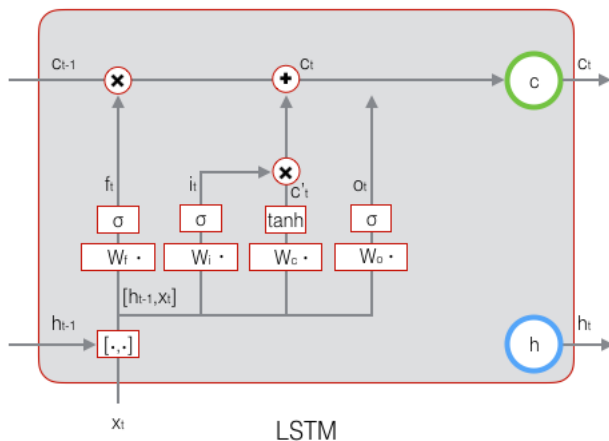 Ct-1
Ct
c
Ct
ft
it
c't
ot
σ
σ
tanh
σ
Wf ·
Wi ·
Wc ·
Wo ·
[ht-1,xt]
ht-1
[·,·]
h
ht
xt
LSTM